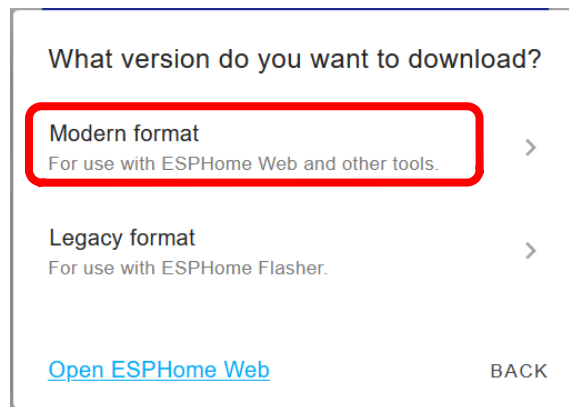 What version do you want to download?
Modern format
For use with ESPHome Web and other tools.
Legacy format
For use with ESPHome Flasher.
Open ESPHome Web
BACK